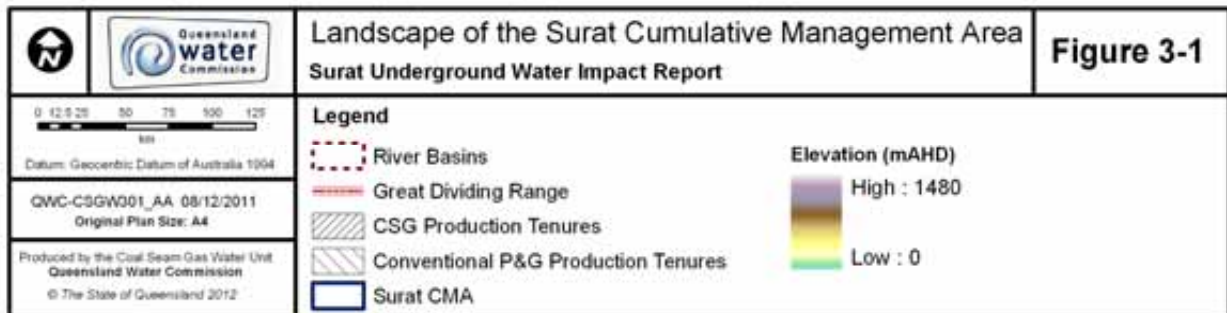 N
Queensland
water
Commission
Landscape of the Surat Cumulative Management Area
Surat Underground Water Impact Report
Figure 3-1
0 12.5 25 50 75 100 125
km
Datum: Geocentric Datum of Australia 1994
QWC-CSGW001_AA 08/12/2011
Original Plan Size: A4
Produced by the Coal Seam Gas Water Unit
Queensland Water Commission
© The State of Queensland 2012
Legend
River Basins
Great Dividing Range
CSG Production Tenures
Conventional P&G Production Tenures
Surat CMA
Elevation (mAHD)
High : 1480
Low : 0